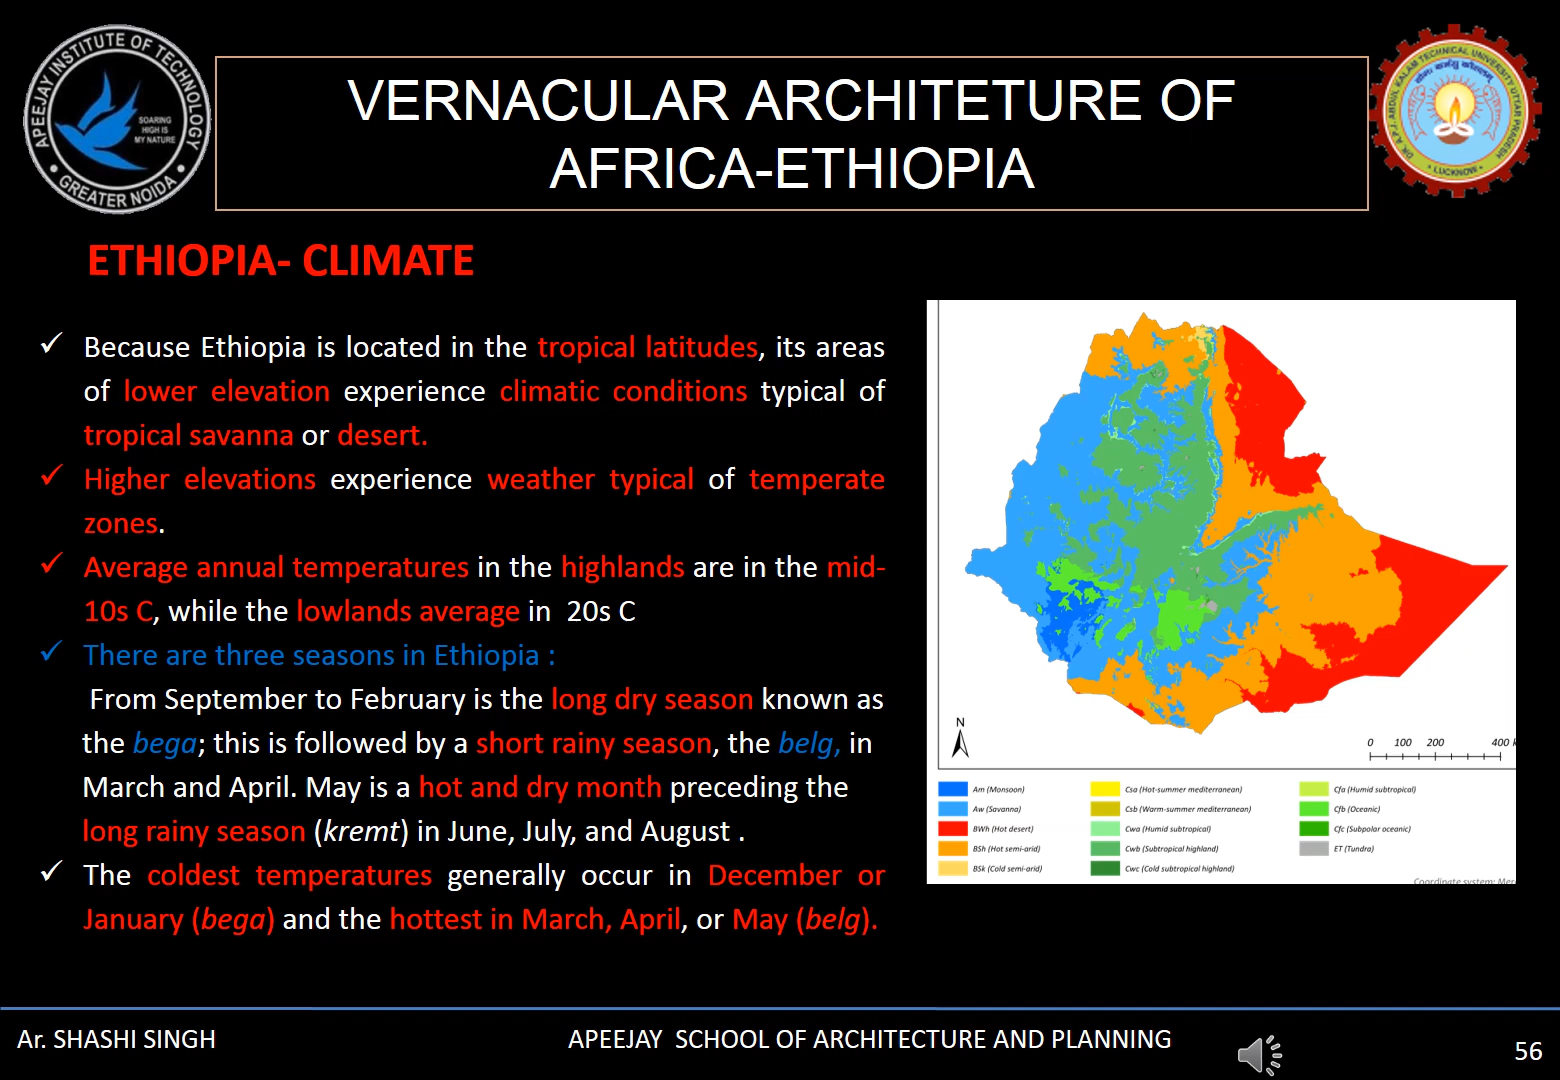 APEEJAY INSTITUTE OF TECHNOLOGY
SOARING
HIGH IS
MY NATURE
• GREATER NOIDA •
VERNACULAR ARCHITETURE OF
AFRICA-ETHIOPIA
DR. A.P.J. ABDUL KALAM TECHNICAL UNIVERSITY UTTAR PRADESH
• LUCKNOW •
ETHIOPIA- CLIMATE
✓ Because Ethiopia is located in the tropical latitudes, its areas
of lower elevation experience climatic conditions typical of
tropical savanna or desert.
✓ Higher elevations experience weather typical of temperate
zones.
✓ Average annual temperatures in the highlands are in the mid-
10s C, while the lowlands average in 20s C
✓ There are three seasons in Ethiopia :
From September to February is the long dry season known as
the bega; this is followed by a short rainy season, the belg, in
March and April. May is a hot and dry month preceding the
long rainy season (kremt) in June, July, and August .
✓ The coldest temperatures generally occur in December or
January (bega) and the hottest in March, April, or May (belg).
N
0 100 200 400
Am (Monsoon)
Aw (Savanna)
BWh (Hot desert)
BSh (Hot semi-arid)
BSk (Cold semi-arid)
Csa (Hot-summer mediterranean)
Csb (Warm-summer mediterranean)
Cwa (Humid subtropical)
Cwb (Subtropical highland)
Cwc (Cold subtropical highland)
Cfa (Humid subtropical)
Cfb (Oceanic)
Cfc (Subpolar oceanic)
ET (Tundra)
Coordinate system:
Ar. SHASHI SINGH
APEEJAY SCHOOL OF ARCHITECTURE AND PLANNING
56